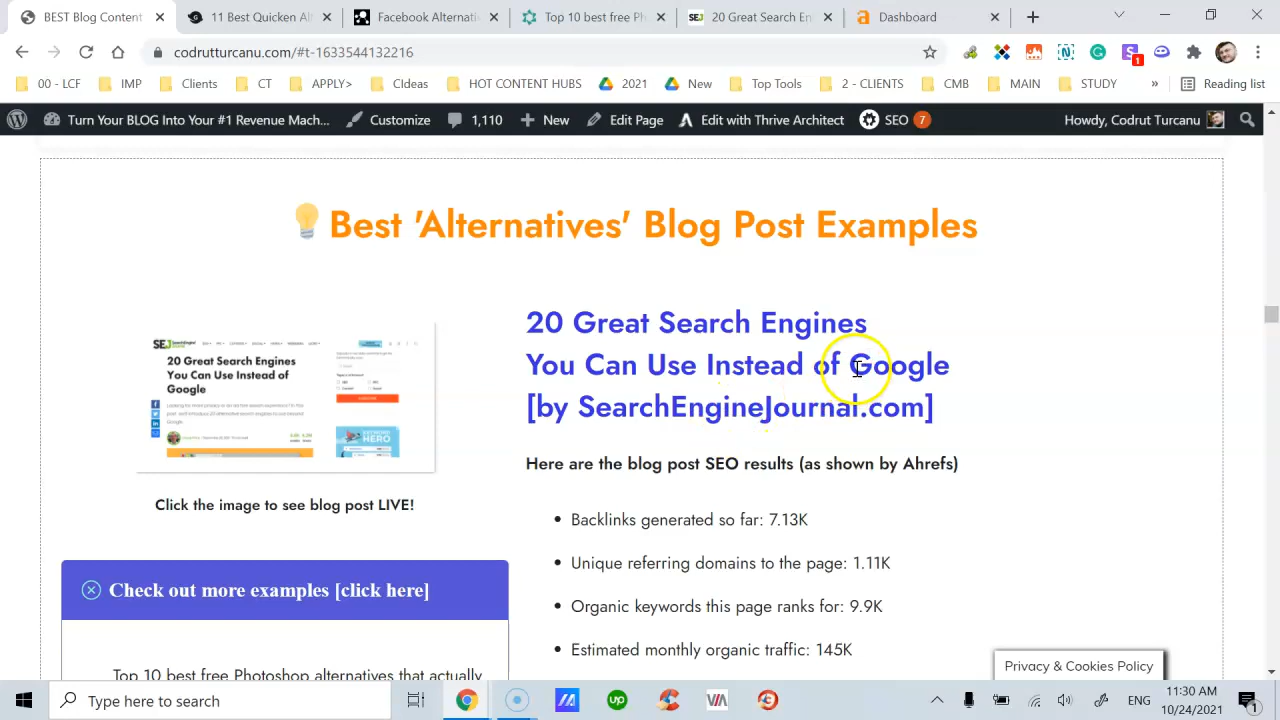 BEST Blog Content
11 Best Quicken Alt
Facebook Alternati
Top 10 best free Ph
SEJ
20 Great Search En
Dashboard
codrutturcanu.com/#t-1633544132216
1
00 - LCF
IMP
Clients
CT
APPLY>
CIdeas
HOT CONTENT HUBS
2021
New
Top Tools
2 - CLIENTS
CMB
MAIN
STUDY
»
Reading list
Turn Your BLOG Into Your #1 Revenue Mach...
Customize
1,110
New
Edit Page
Edit with Thrive Architect
SEO
7
Howdy, Codrut Turcanu
Best 'Alternatives' Blog Post Examples
20 Great Search Engines
You Can Use Instead of Google
[by SearchEngineJournal.com]
SEJ
20 Great Search Engines
You Can Use Instead of
Google
KEYWORD
HERO
Here are the blog post SEO results (as shown by Ahrefs)
Click the image to see blog post LIVE!
Backlinks generated so far: 7.13K
Unique referring domains to the page: 1.11K
Check out more examples [click here]
Organic keywords this page ranks for: 9.9K
Estimated monthly organic traffic: 145K
Top 10 best free Photoshop alternatives that actually
Privacy & Cookies Policy
Type here to search
up
ENG
11:30 AM
10/24/2021
1